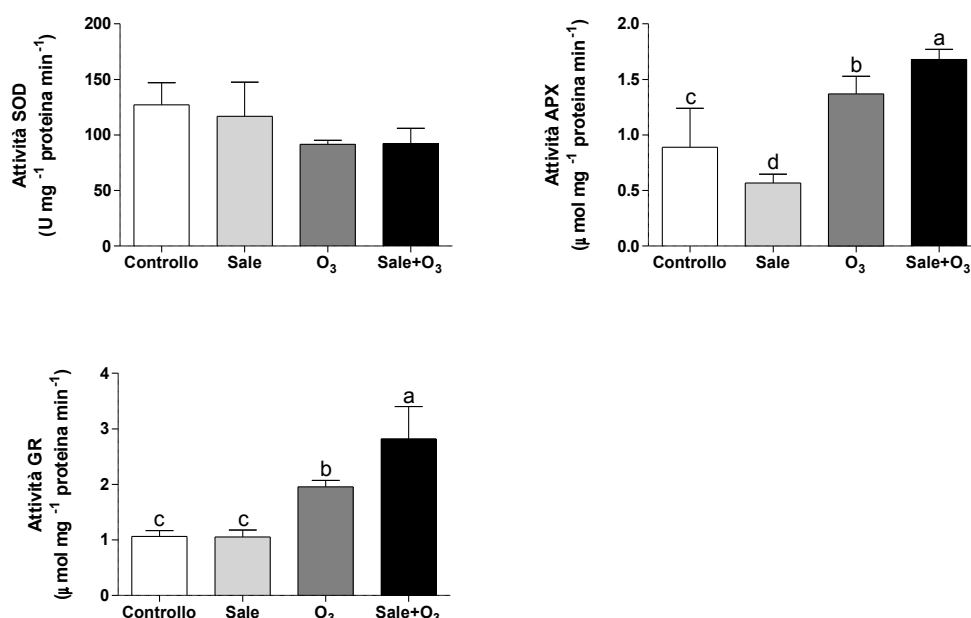 Attività SOD
(U mg ⁻¹ proteina min⁻¹)
200
150
100
50
0
Controllo Sale O₃ Sale+O₃
Attività APX
(μ mol mg ⁻¹ proteina min⁻¹)
2.0
1.5
1.0
0.5
0.0
c d b a
Controllo Sale O₃ Sale+O₃
Attività GR
(μ mol mg ⁻¹ proteina min⁻¹)
4
3
2
1
0
c c b a
Controllo Sale O₃ Sale+O₃